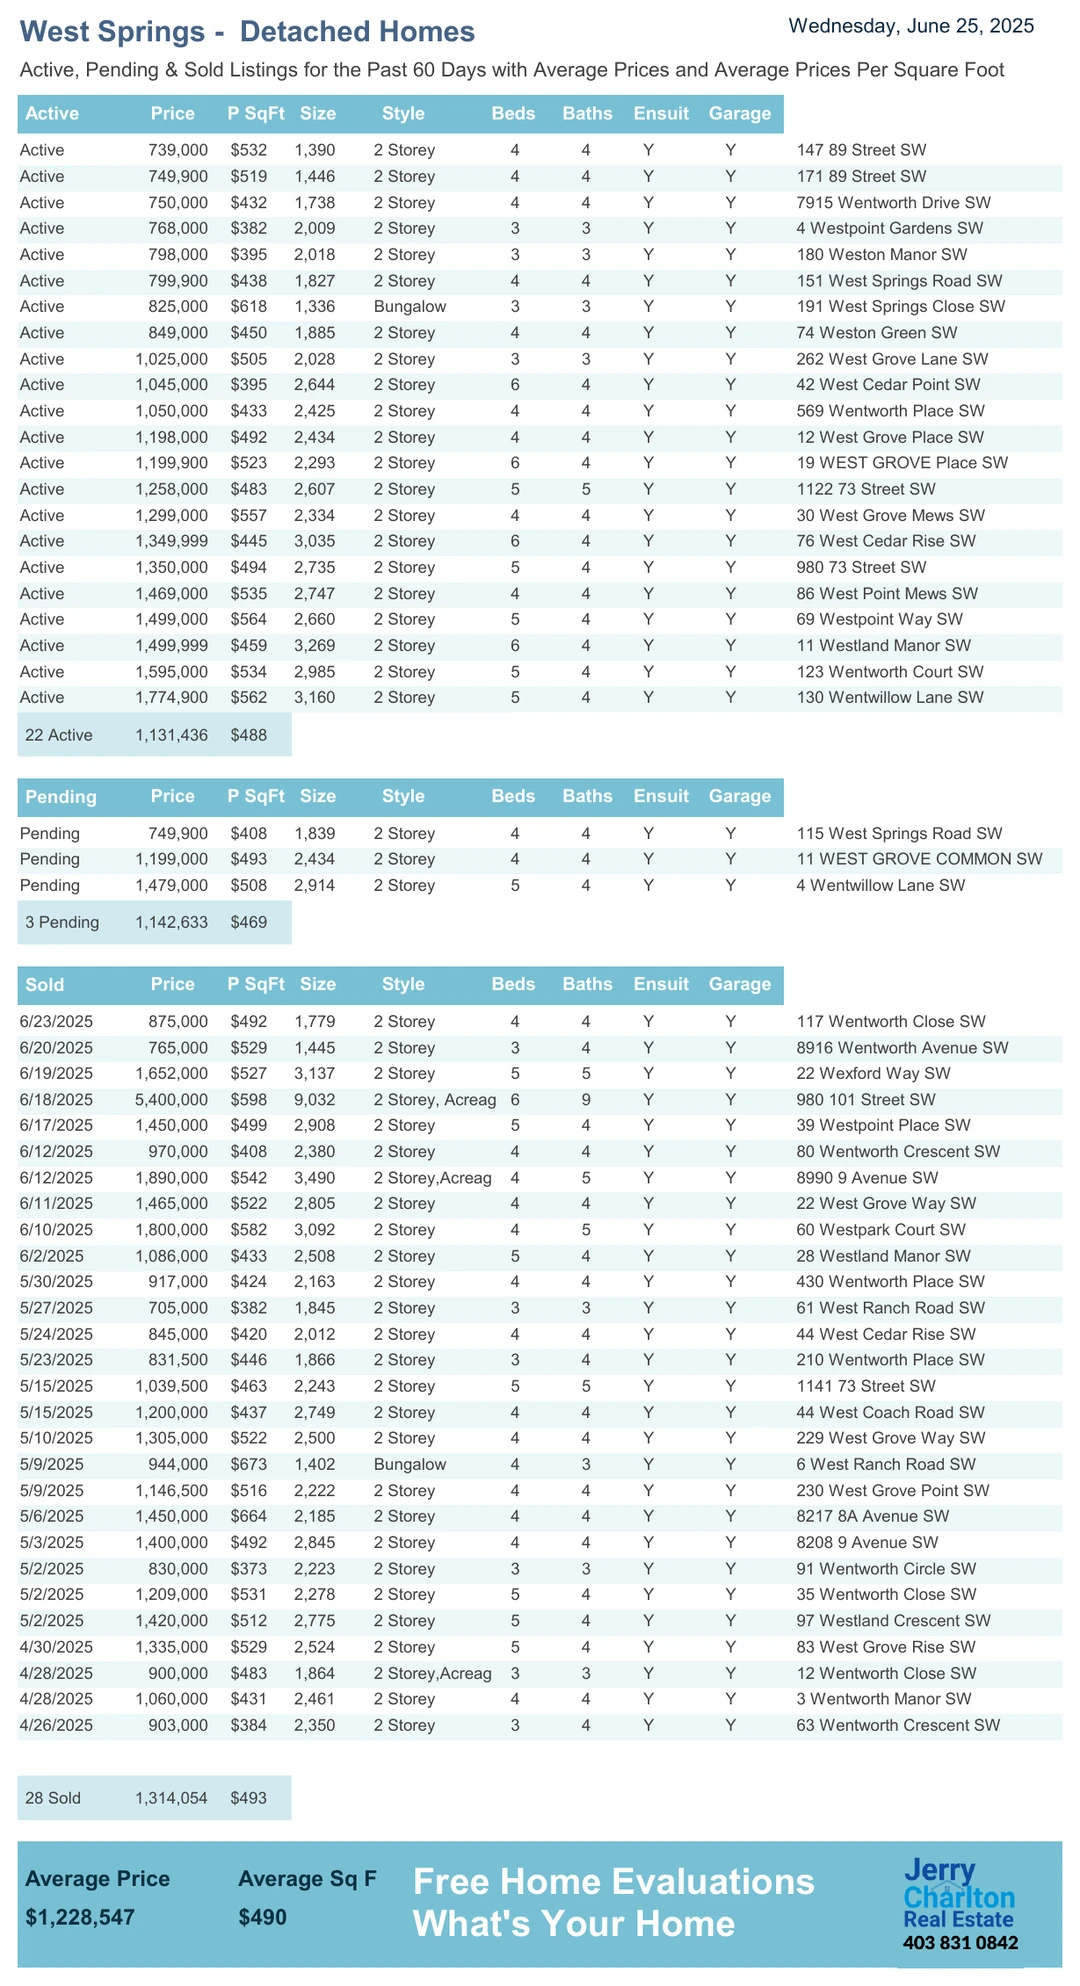 West Springs - Detached Homes Wednesday, June 25, 2025
Active, Pending & Sold Listings for the Past 60 Days with Average Prices and Average Prices Per Square Foot
Active Price P SqFt Size Style Beds Baths Ensuit Garage
Active 739,000 $532 1,390 2 Storey 4 4 Y Y 147 89 Street SW
Active 749,900 $519 1,446 2 Storey 4 4 Y Y 171 89 Street SW
Active 750,000 $432 1,738 2 Storey 4 4 Y Y 7915 Wentworth Drive SW
Active 768,000 $382 2,009 2 Storey 3 3 Y Y 4 Westpoint Gardens SW
Active 798,000 $395 2,018 2 Storey 3 3 Y Y 180 Weston Manor SW
Active 799,900 $438 1,827 2 Storey 4 4 Y Y 151 West Springs Road SW
Active 825,000 $618 1,336 Bungalow 3 3 Y Y 191 West Springs Close SW
Active 849,000 $450 1,885 2 Storey 4 4 Y Y 74 Weston Green SW
Active 1,025,000 $505 2,028 2 Storey 3 3 Y Y 262 West Grove Lane SW
Active 1,045,000 $395 2,644 2 Storey 6 4 Y Y 42 West Cedar Point SW
Active 1,050,000 $433 2,425 2 Storey 4 4 Y Y 569 Wentworth Place SW
Active 1,198,000 $492 2,434 2 Storey 4 4 Y Y 12 West Grove Place SW
Active 1,199,900 $523 2,293 2 Storey 6 4 Y Y 19 WEST GROVE Place SW
Active 1,258,000 $483 2,607 2 Storey 5 5 Y Y 1122 73 Street SW
Active 1,299,000 $557 2,334 2 Storey 4 4 Y Y 30 West Grove Mews SW
Active 1,349,999 $445 3,035 2 Storey 6 4 Y Y 76 West Cedar Rise SW
Active 1,350,000 $494 2,735 2 Storey 5 4 Y Y 980 73 Street SW
Active 1,469,000 $535 2,747 2 Storey 4 4 Y Y 86 West Point Mews SW
Active 1,499,000 $564 2,660 2 Storey 5 4 Y Y 69 Westpoint Way SW
Active 1,499,999 $459 3,269 2 Storey 6 4 Y Y 11 Westland Manor SW
Active 1,595,000 $534 2,985 2 Storey 5 4 Y Y 123 Wentworth Court SW
Active 1,774,900 $562 3,160 2 Storey 5 4 Y Y 130 Wentwillow Lane SW
22 Active 1,131,436 $488
Pending Price P SqFt Size Style Beds Baths Ensuit Garage
Pending 749,900 $408 1,839 2 Storey 4 4 Y Y 115 West Springs Road SW
Pending 1,199,000 $493 2,434 2 Storey 4 4 Y Y 11 WEST GROVE COMMON SW
Pending 1,479,000 $508 2,914 2 Storey 5 4 Y Y 4 Wentwillow Lane SW
3 Pending 1,142,633 $469
Sold Price P SqFt Size Style Beds Baths Ensuit Garage
6/23/2025 875,000 $492 1,779 2 Storey 4 4 Y Y 117 Wentworth Close SW
6/20/2025 765,000 $529 1,445 2 Storey 3 4 Y Y 8916 Wentworth Avenue SW
6/19/2025 1,652,000 $527 3,137 2 Storey 5 5 Y Y 22 Wexford Way SW
6/18/2025 5,400,000 $598 9,032 2 Storey, Acreag 6 9 Y Y 980 101 Street SW
6/17/2025 1,450,000 $499 2,908 2 Storey 5 4 Y Y 39 Westpoint Place SW
6/12/2025 970,000 $408 2,380 2 Storey 4 4 Y Y 80 Wentworth Crescent SW
6/12/2025 1,890,000 $542 3,490 2 Storey,Acreag 4 5 Y Y 8990 9 Avenue SW
6/11/2025 1,465,000 $522 2,805 2 Storey 4 4 Y Y 22 West Grove Way SW
6/10/2025 1,800,000 $582 3,092 2 Storey 4 5 Y Y 60 Westpark Court SW
6/2/2025 1,086,000 $433 2,508 2 Storey 5 4 Y Y 28 Westland Manor SW
5/30/2025 917,000 $424 2,163 2 Storey 4 4 Y Y 430 Wentworth Place SW
5/27/2025 705,000 $382 1,845 2 Storey 3 3 Y Y 61 West Ranch Road SW
5/24/2025 845,000 $420 2,012 2 Storey 4 4 Y Y 44 West Cedar Rise SW
5/23/2025 831,500 $446 1,866 2 Storey 3 4 Y Y 210 Wentworth Place SW
5/15/2025 1,039,500 $463 2,243 2 Storey 5 5 Y Y 1141 73 Street SW
5/15/2025 1,200,000 $437 2,749 2 Storey 4 4 Y Y 44 West Coach Road SW
5/10/2025 1,305,000 $522 2,500 2 Storey 4 4 Y Y 229 West Grove Way SW
5/9/2025 944,000 $673 1,402 Bungalow 4 3 Y Y 6 West Ranch Road SW
5/9/2025 1,146,500 $516 2,222 2 Storey 4 4 Y Y 230 West Grove Point SW
5/6/2025 1,450,000 $664 2,185 2 Storey 4 4 Y Y 8217 8A Avenue SW
5/3/2025 1,400,000 $492 2,845 2 Storey 4 4 Y Y 8208 9 Avenue SW
5/2/2025 830,000 $373 2,223 2 Storey 3 3 Y Y 91 Wentworth Circle SW
5/2/2025 1,209,000 $531 2,278 2 Storey 5 4 Y Y 35 Wentworth Close SW
5/2/2025 1,420,000 $512 2,775 2 Storey 5 4 Y Y 97 Westland Crescent SW
4/30/2025 1,335,000 $529 2,524 2 Storey 5 4 Y Y 83 West Grove Rise SW
4/28/2025 900,000 $483 1,864 2 Storey,Acreag 3 3 Y Y 12 Wentworth Close SW
4/28/2025 1,060,000 $431 2,461 2 Storey 4 4 Y Y 3 Wentworth Manor SW
4/26/2025 903,000 $384 2,350 2 Storey 3 4 Y Y 63 Wentworth Crescent SW
28 Sold 1,314,054 $493
Average Price Average Sq F
$1,228,547 $490
Free Home Evaluations
What's Your Home
Jerry
Charlton
Real Estate
403 831 0842